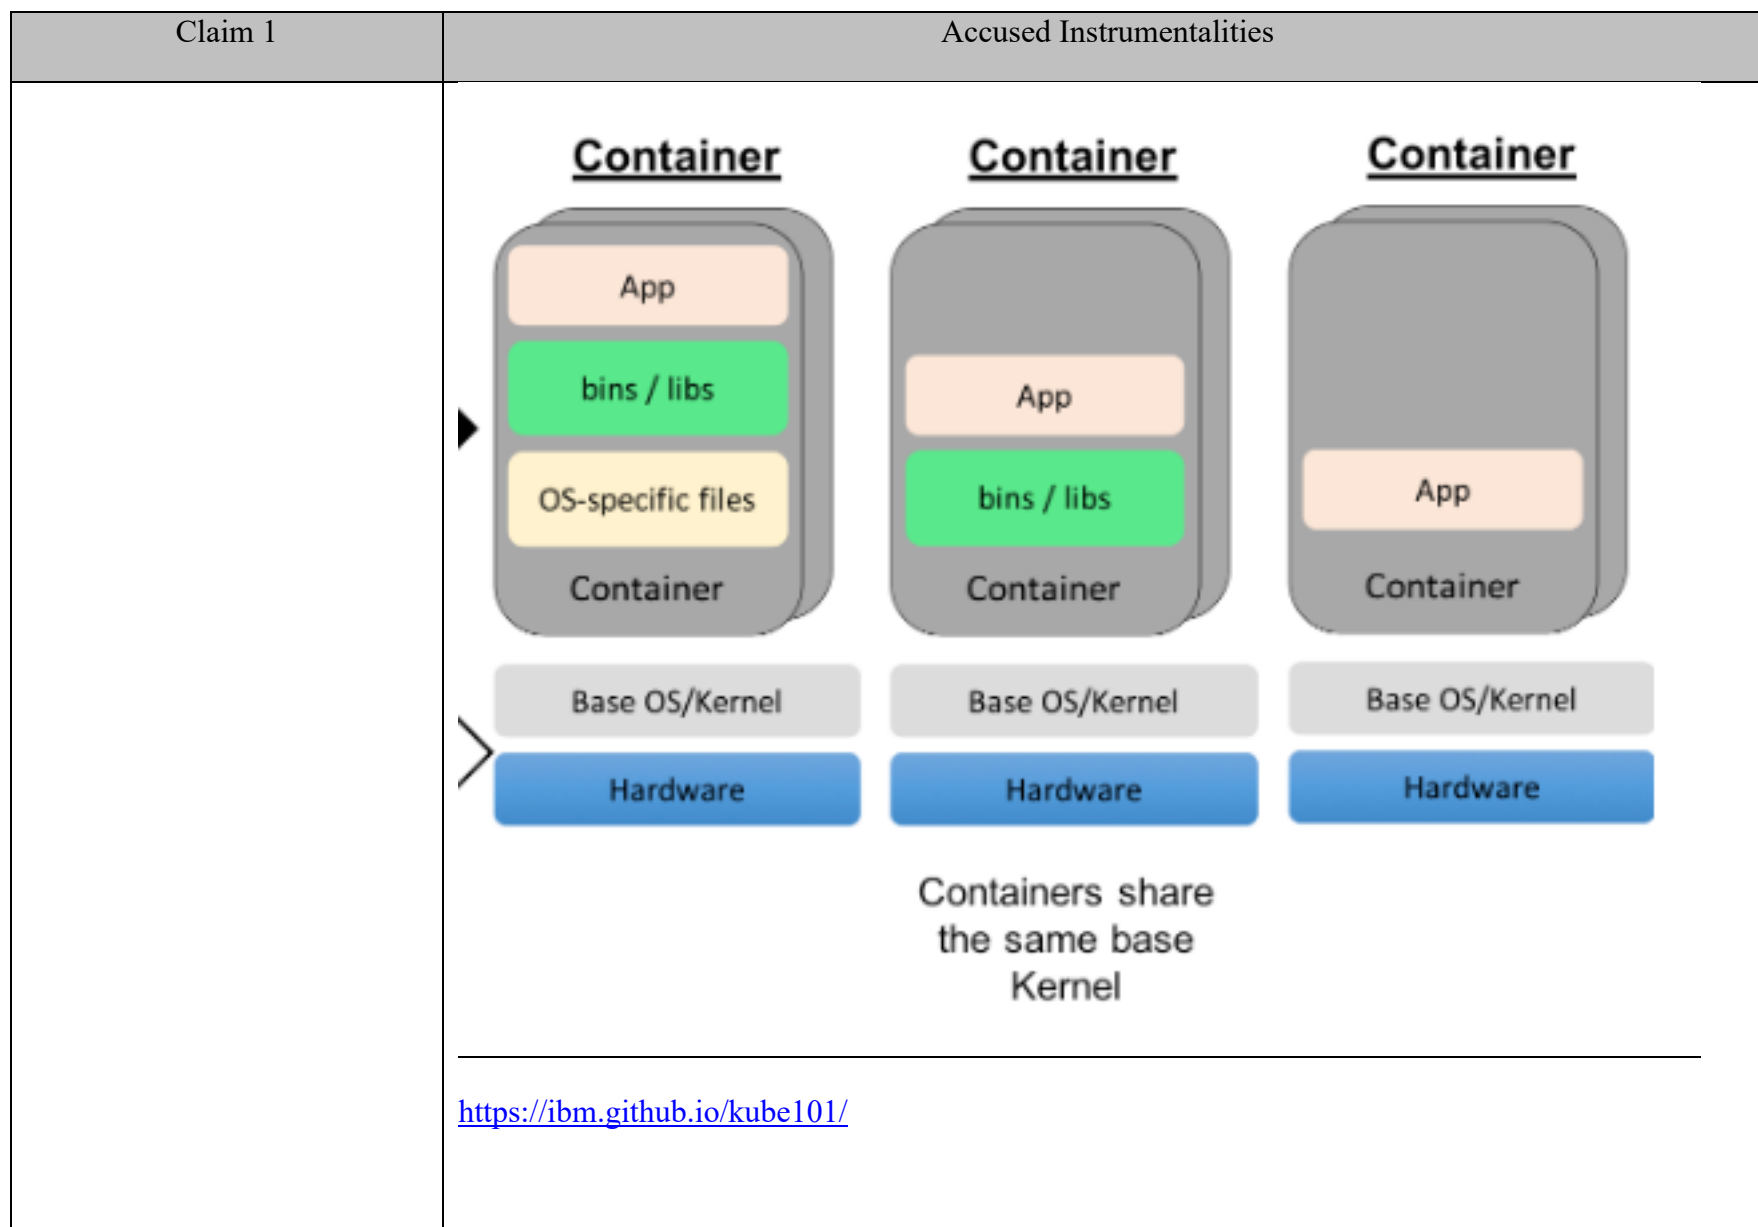 Claim 1
Accused Instrumentalities
Container
App
bins / libs
OS-specific files
Container
Base OS/Kernel
Hardware
Container
App
bins / libs
Container
Base OS/Kernel
Hardware
Container
App
Container
Base OS/Kernel
Hardware
Containers share
the same base
Kernel
https://ibm.github.io/kube101/